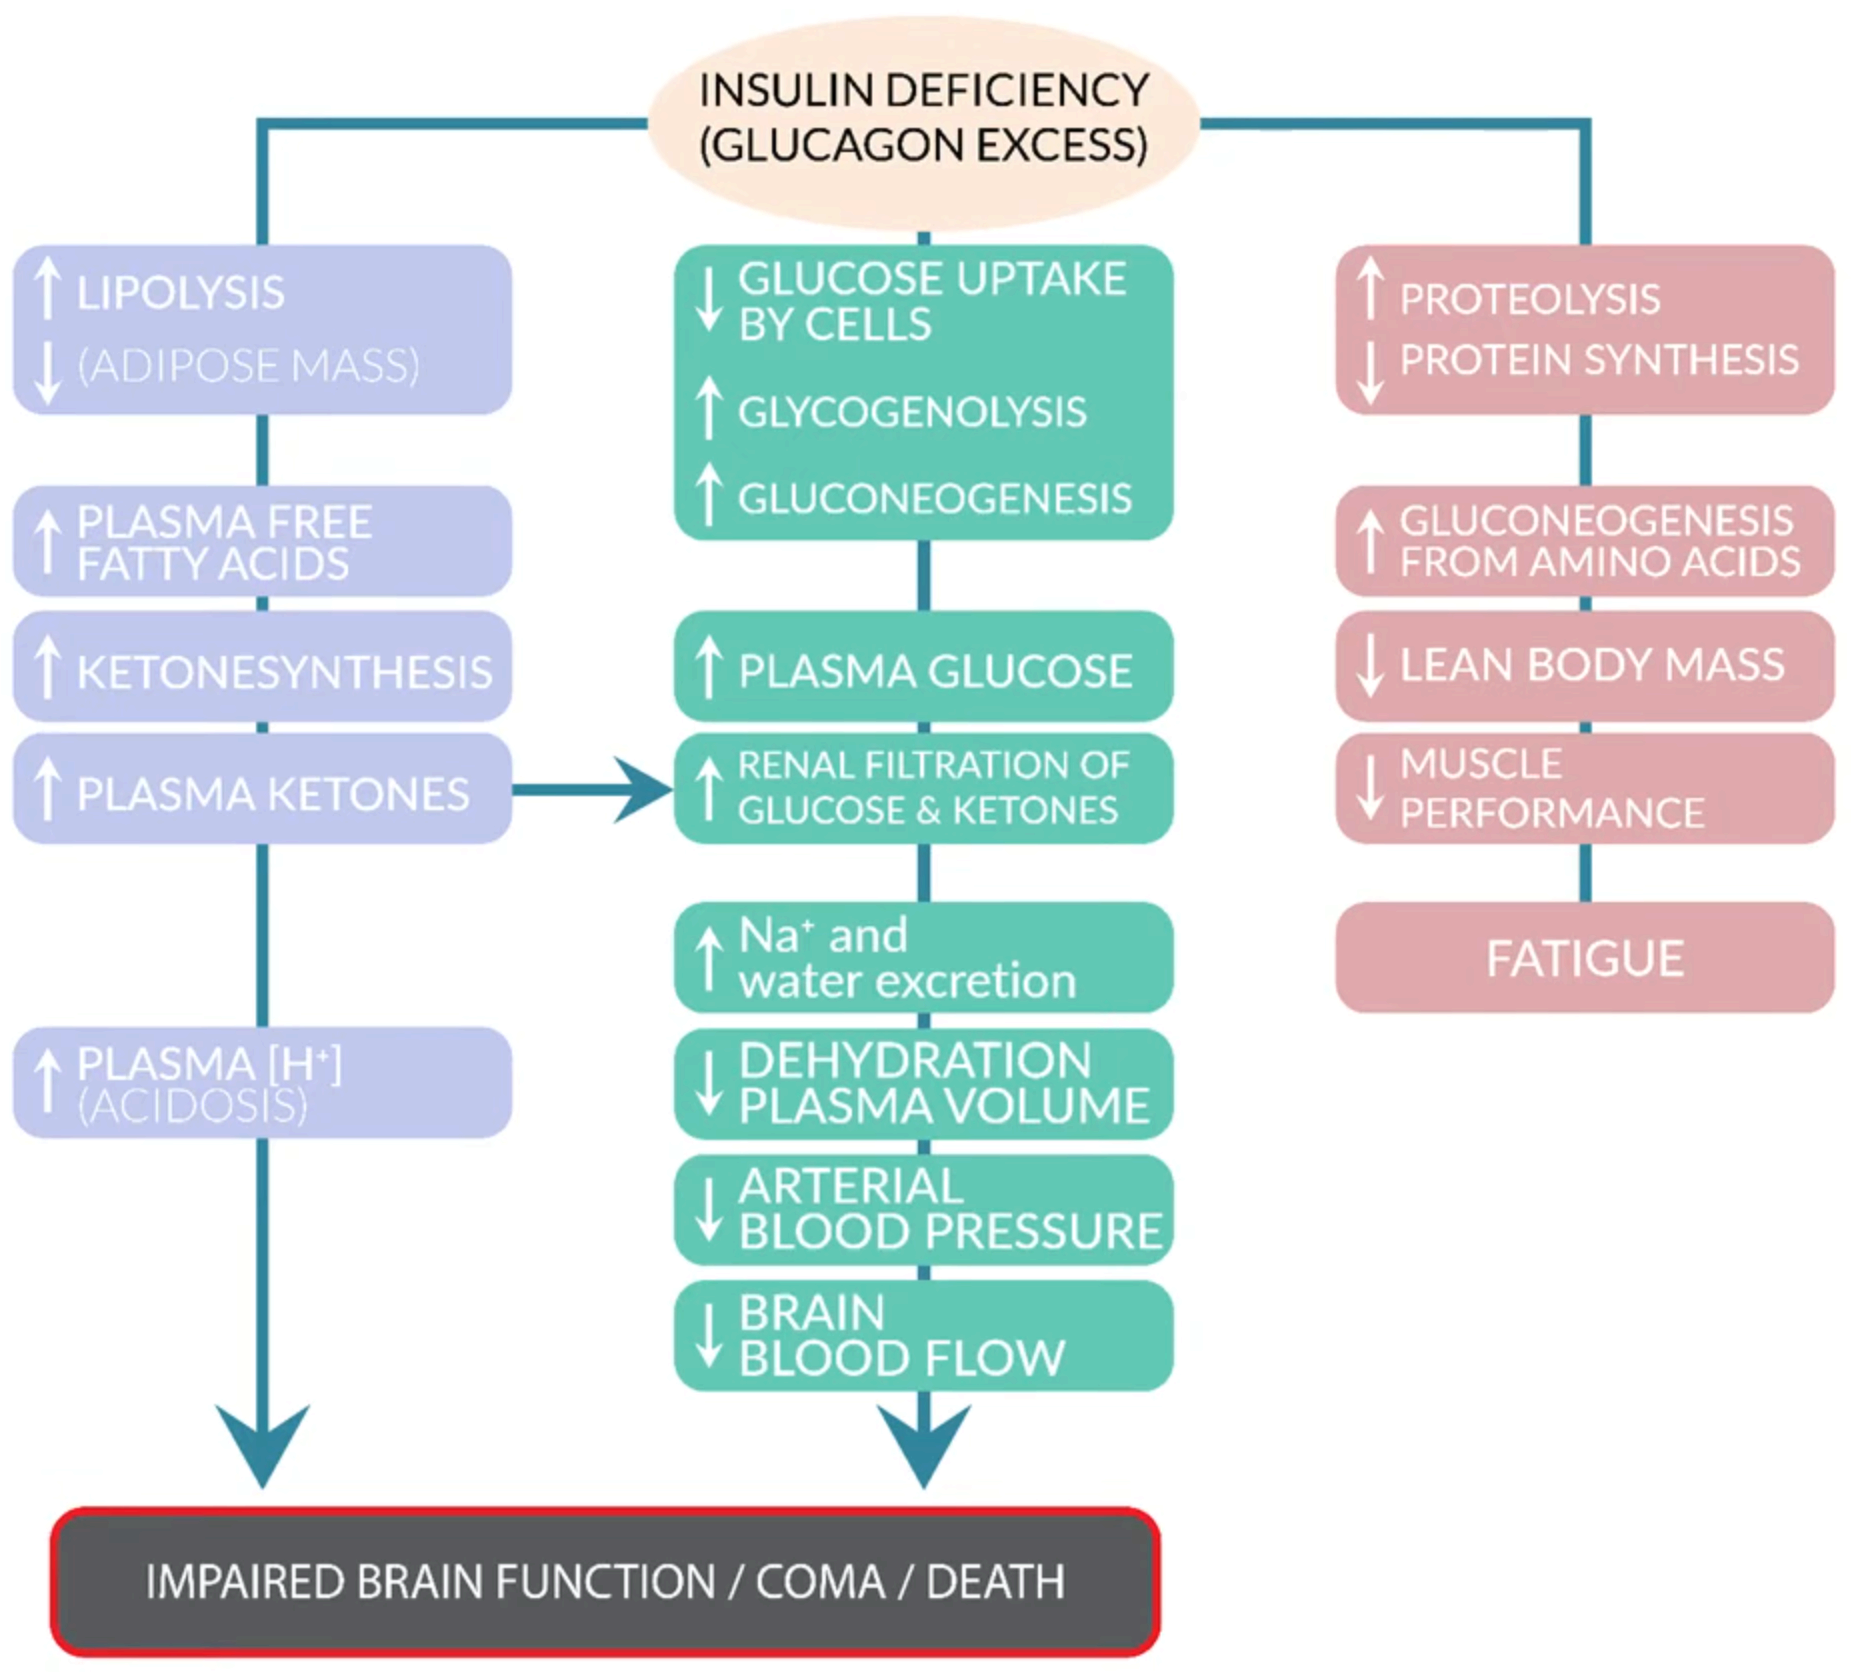 INSULIN DEFICIENCY
(GLUCAGON EXCESS)
↑ LIPOLYSIS
↓ (ADIPOSE MASS)
↑ PLASMA FREE
FATTY ACIDS
↑ KETONESYNTHESIS
↑ PLASMA KETONES
↑ PLASMA [H⁺]
(ACIDOSIS)
↓ GLUCOSE UPTAKE
BY CELLS
↑ GLYCOGENOLYSIS
↑ GLUCONEOGENESIS
↑ PLASMA GLUCOSE
↑ RENAL FILTRATION OF
GLUCOSE & KETONES
↑ Na⁺ and
water excretion
↓ DEHYDRATION
PLASMA VOLUME
↓ ARTERIAL
BLOOD PRESSURE
↓ BRAIN
BLOOD FLOW
↑ PROTEOLYSIS
↓ PROTEIN SYNTHESIS
↑ GLUCONEOGENESIS
FROM AMINO ACIDS
↓ LEAN BODY MASS
↓ MUSCLE
PERFORMANCE
FATIGUE
IMPAIRED BRAIN FUNCTION / COMA / DEATH